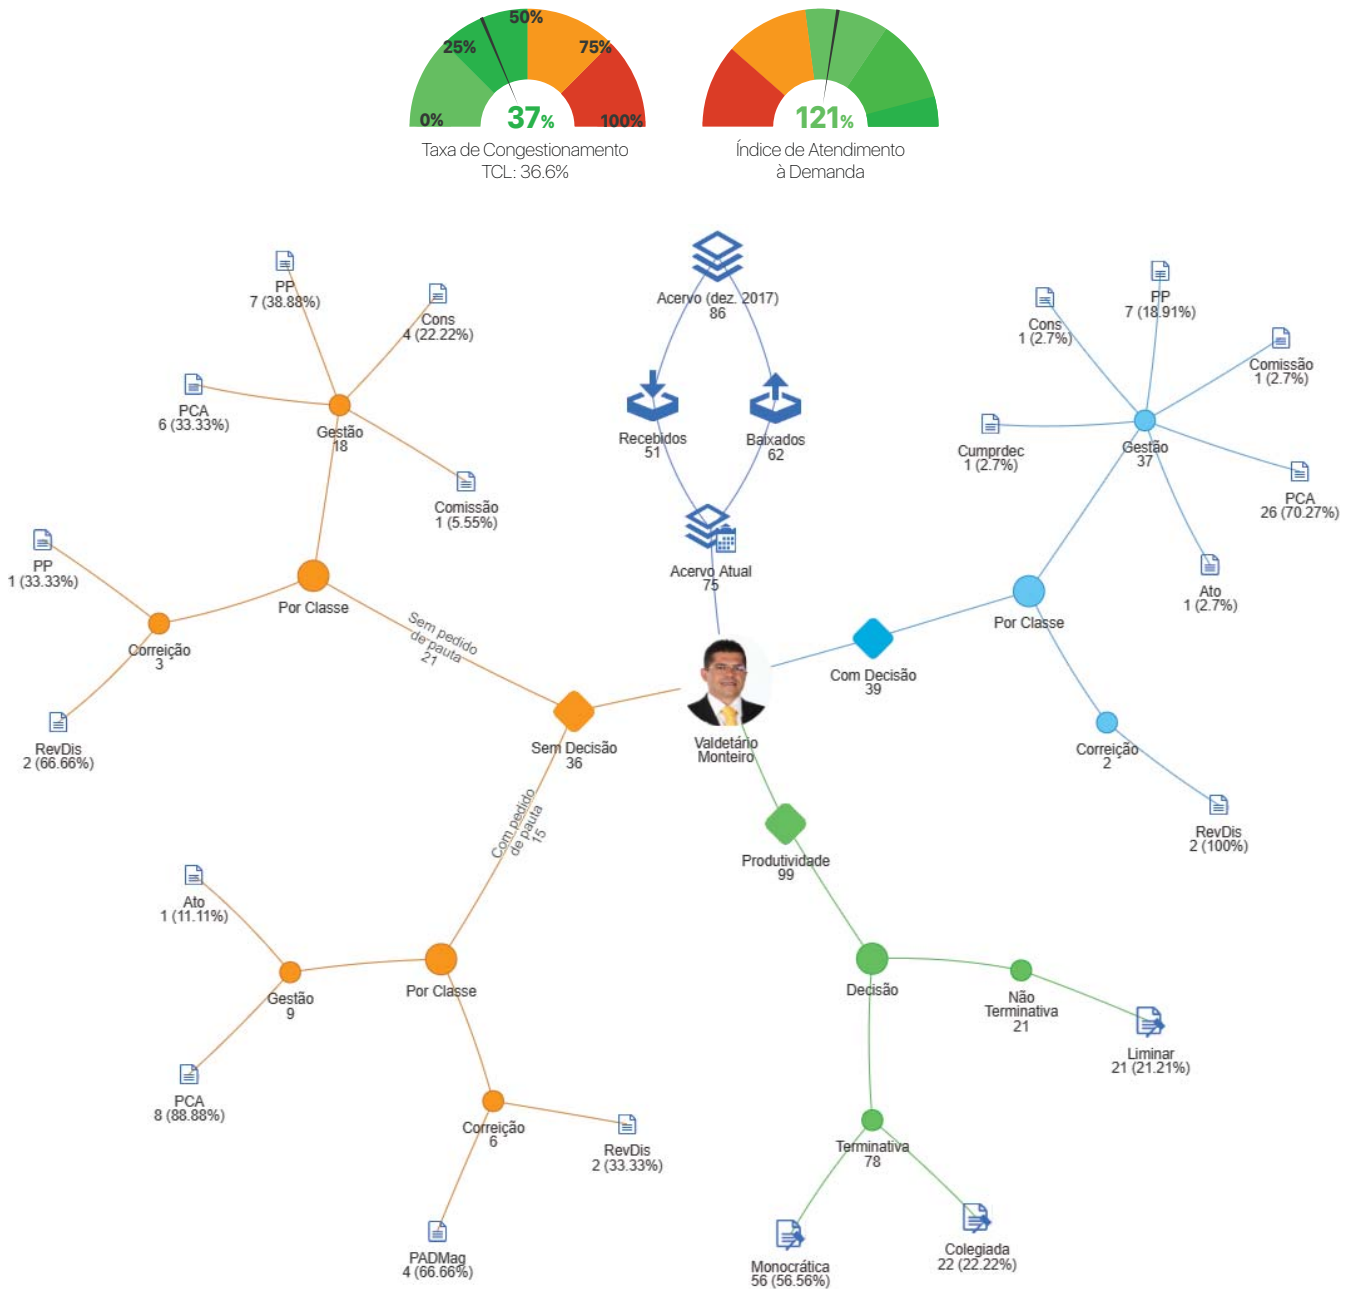 0%
25%
50%
75%
100%
37%
Taxa de Congestionamento
TCL: 36.6%
121%
Índice de Atendimento
à Demanda
Acervo (dez. 2017)
86
Recebidos
51
Baixados
62
Acervo Atual
75
Valdetário
Monteiro
PP
7 (38.88%)
Cons
4 (22.22%)
PCA
6 (33.33%)
Gestão
18
Comissão
1 (5.55%)
PP
1 (33.33%)
Por Classe
Correição
3
RevDis
2 (66.66%)
Sem pedido
de pauta
21
Sem Decisão
36
Com pedido
de pauta
15
Ato
1 (11.11%)
Gestão
9
Por Classe
PCA
8 (88.88%)
Correição
6
RevDis
2 (33.33%)
PADMag
4 (66.66%)
Cons
1 (2.7%)
PP
7 (18.91%)
Comissão
1 (2.7%)
Cumprdec
1 (2.7%)
Gestão
37
PCA
26 (70.27%)
Ato
1 (2.7%)
Por Classe
Com Decisão
39
Correição
2
RevDis
2 (100%)
Produtividade
99
Decisão
Não
Terminativa
21
Liminar
21 (21.21%)
Terminativa
78
Monocrática
56 (56.56%)
Colegiada
22 (22.22%)